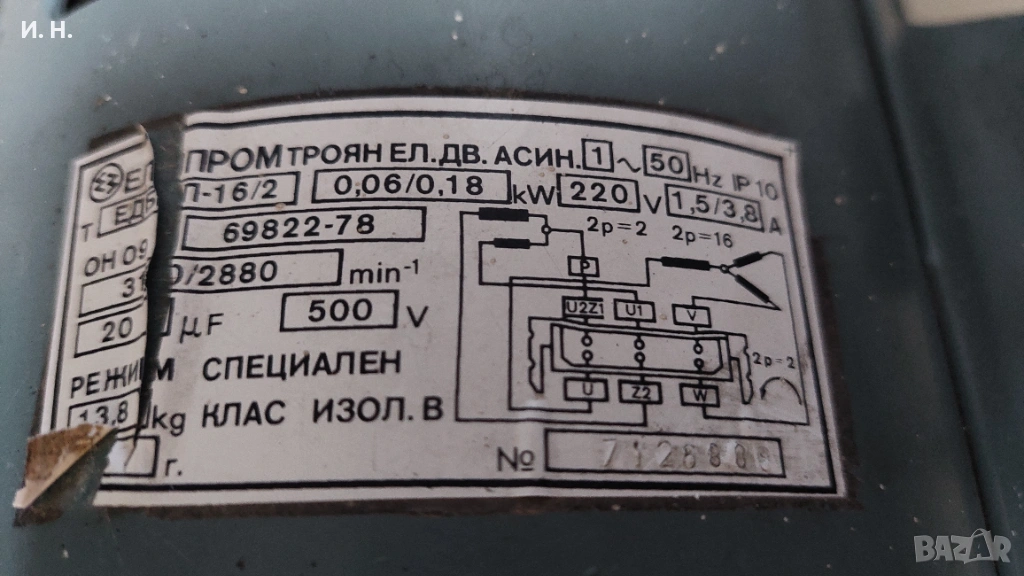 И. Н.
ПРОМ ТРОЯН ЕЛ.ДВ. АСИН. 1 ~ 50 Hz IP 10
Т П-16/2 0,06/0,18 kW 220 V 1,5/3,8 A
ОН 09 69822-78
0/2880 min-1
20 μF 500 V
РЕЖИМ СПЕЦИАЛЕН
13,8 kg КЛАС ИЗОЛ. В
г. №
2p=2 2p=16
P
U2Z1 U1 V
2p=2
U Z2 W
BAZAR